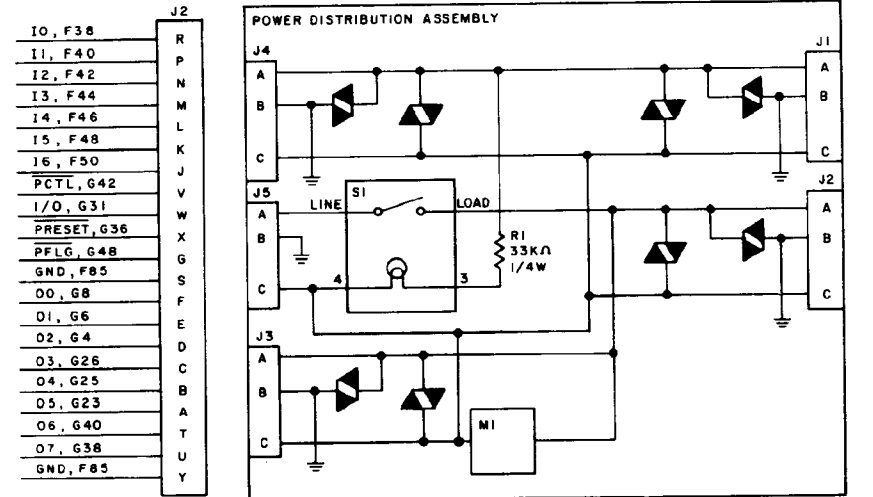 J2
I0, F38 R
I1, F40 P
I2, F42 N
I3, F44 M
I4, F46 L
I5, F48 K
I6, F50 J
PCTL, G42 V
I/O, G31 W
PRESET, G36 X
PFLG, G48 G
GND, F85 S
O0, G8 F
O1, G6 E
O2, G4 D
O3, G26 C
O4, G25 B
O5, G23 A
O6, G40 T
O7, G38 U
GND, F85 Y
POWER DISTRIBUTION ASSEMBLY
J4
A
B
C
J1
A
B
C
J5
A
B
C
S1
LINE
LOAD
4
3
R1
33KΩ
1/4W
J2
A
B
C
J3
A
B
C
M1